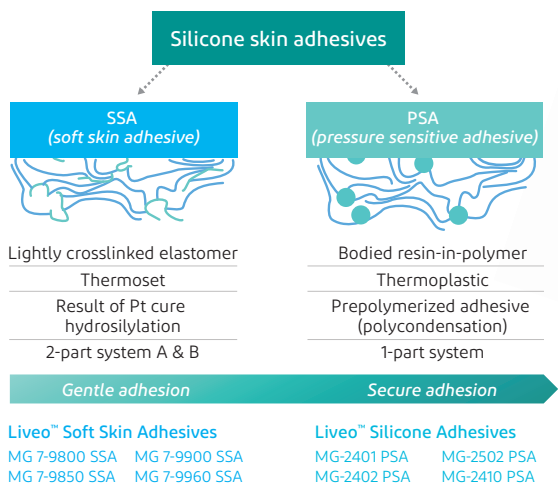 Silicone skin adhesives
SSA
(soft skin adhesive)
PSA
(pressure sensitive adhesive)
Lightly crosslinked elastomer
Thermoset
Result of Pt cure
hydrosilylation
2-part system A & B
Bodied resin-in-polymer
Thermoplastic
Prepolymerized adhesive
(polycondensation)
1-part system
Gentle adhesion
Secure adhesion
Liveo™ Soft Skin Adhesives
MG 7-9800 SSA MG 7-9900 SSA
MG 7-9850 SSA MG 7-9960 SSA
Liveo™ Silicone Adhesives
MG-2401 PSA MG-2502 PSA
MG-2402 PSA MG-2410 PSA